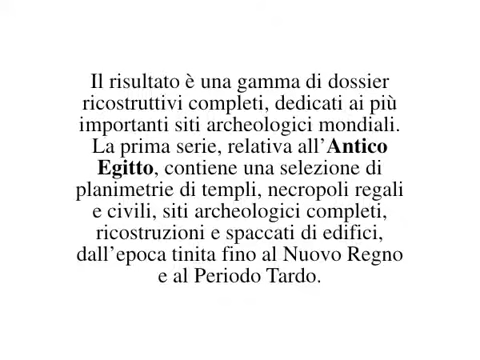 Il risultato è una gamma di dossier
ricostruttivi completi, dedicati ai più
importanti siti archeologici mondiali.
La prima serie, relativa all’Antico
Egitto, contiene una selezione di
planimetrie di templi, necropoli regali
e civili, siti archeologici completi,
ricostruzioni e spaccati di edifici,
dall’epoca tinita fino al Nuovo Regno
e al Periodo Tardo.